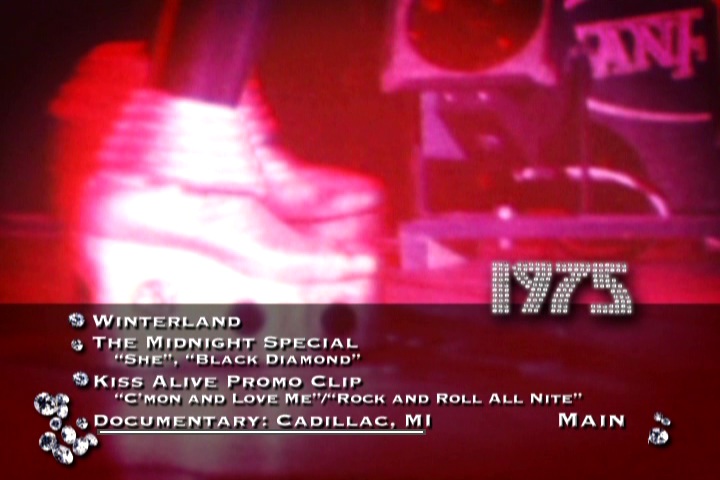 1975
WINTERLAND
THE MIDNIGHT SPECIAL
"SHE", "BLACK DIAMOND"
KISS ALIVE PROMO CLIP
"C'MON AND LOVE ME"/"ROCK AND ROLL ALL NITE"
DOCUMENTARY: CADILLAC, MI
MAIN